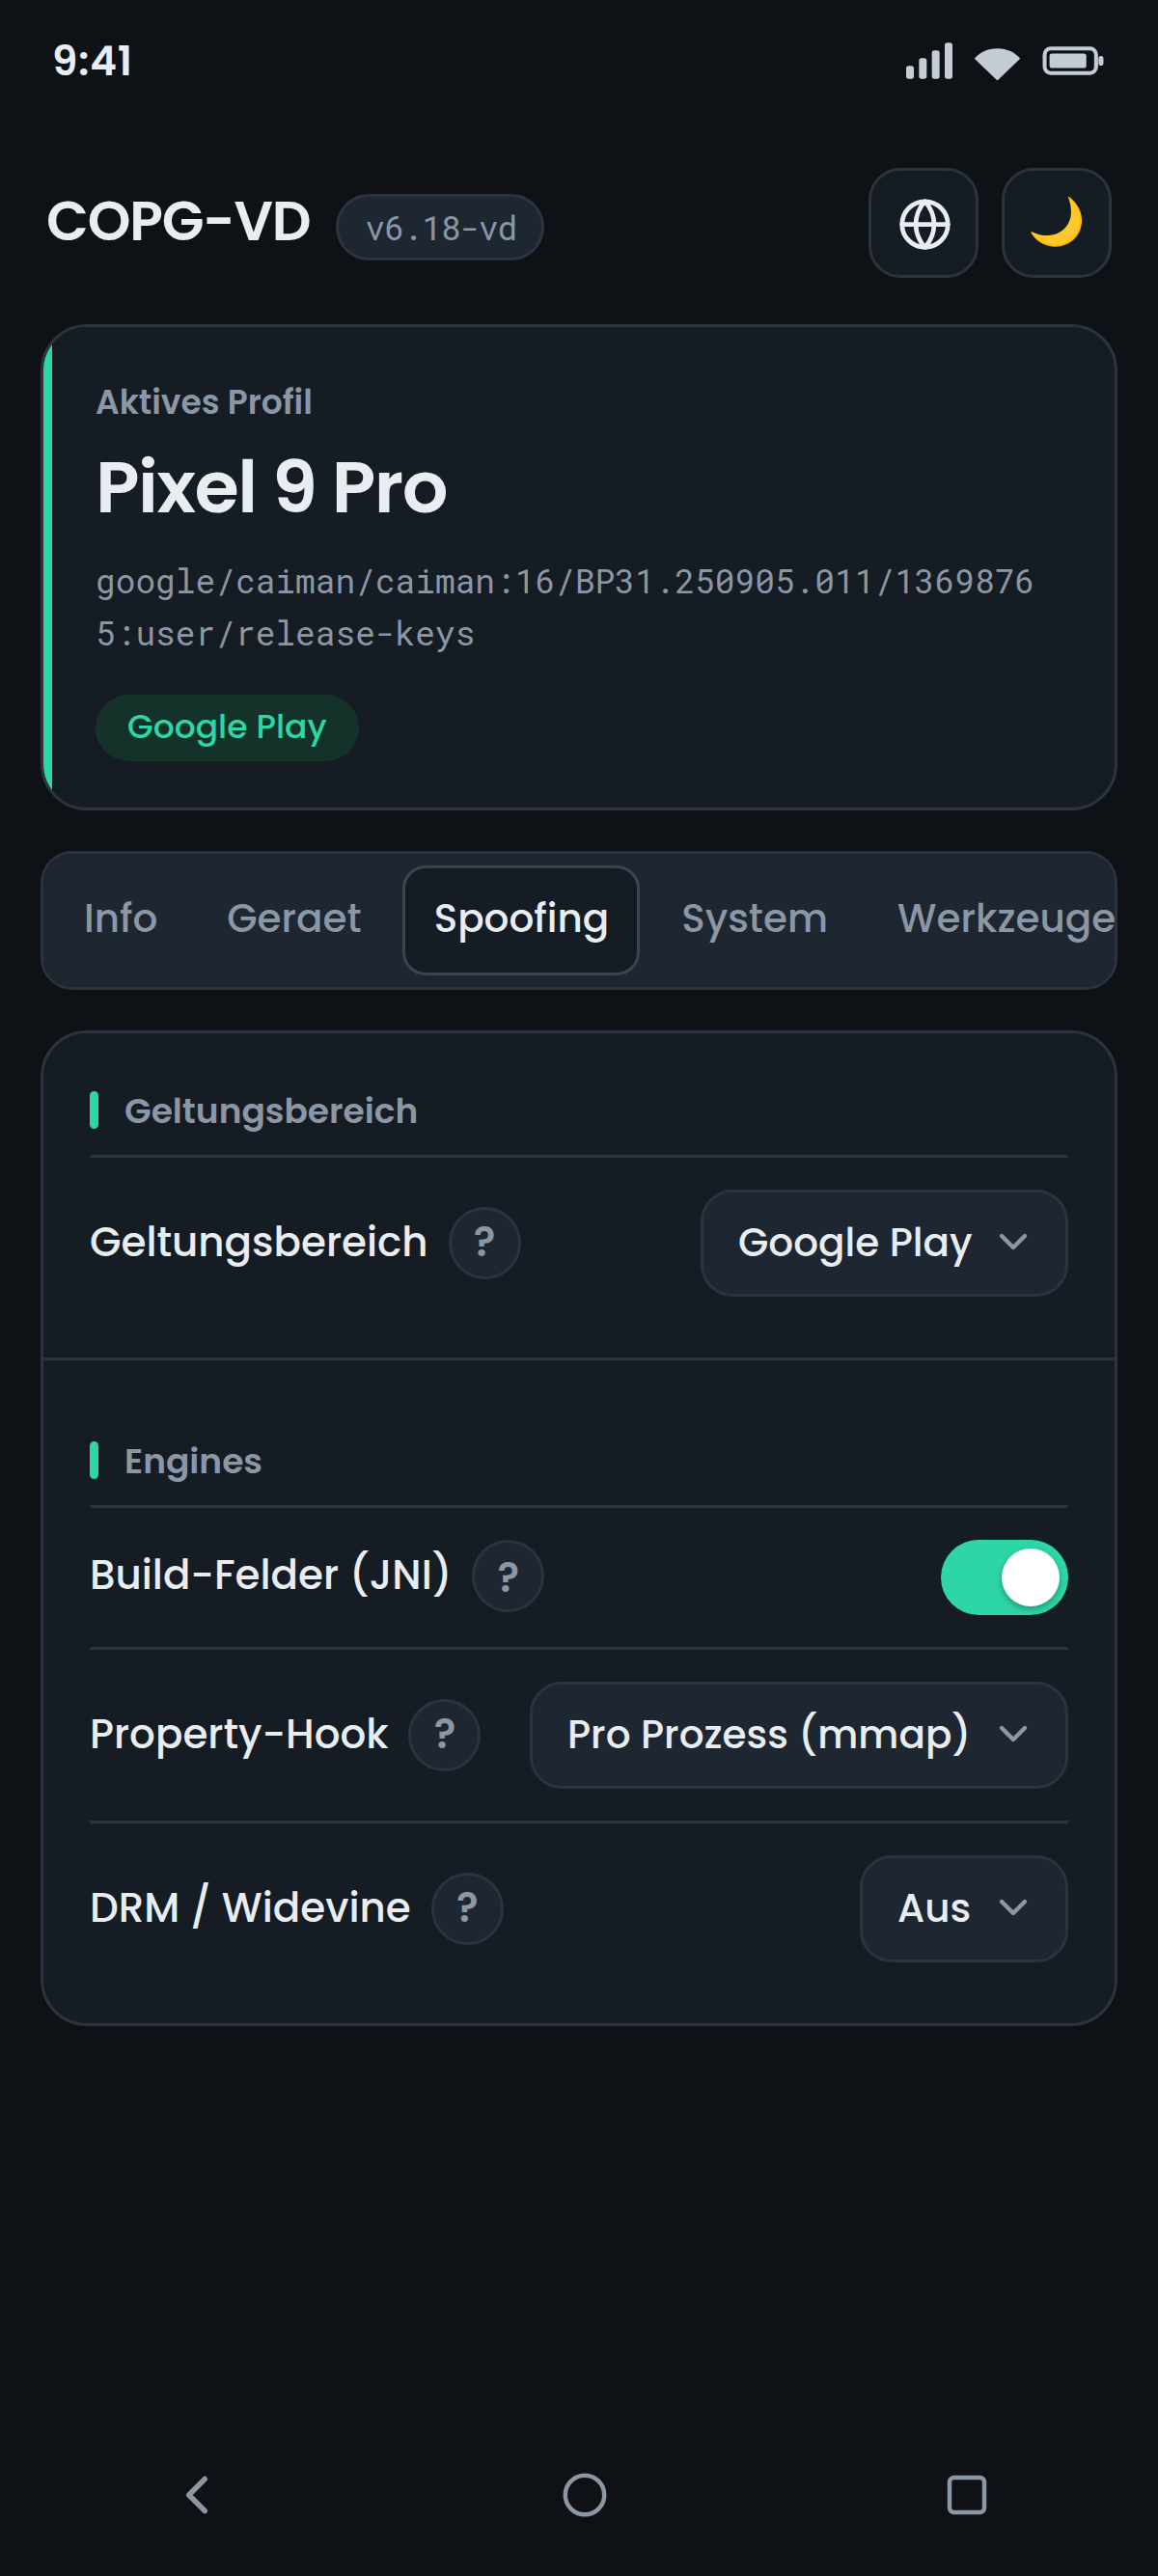 9:41
COPG-VD v6.18-vd
Aktives Profil
Pixel 9 Pro
google/caiman/caiman:16/BP31.250905.011/1369876
5:user/release-keys
Google Play
Info Geraet Spoofing System Werkzeuge
Geltungsbereich
Geltungsbereich ? Google Play
Engines
Build-Felder (JNI) ?
Property-Hook ? Pro Prozess (mmap)
DRM / Widevine ? Aus